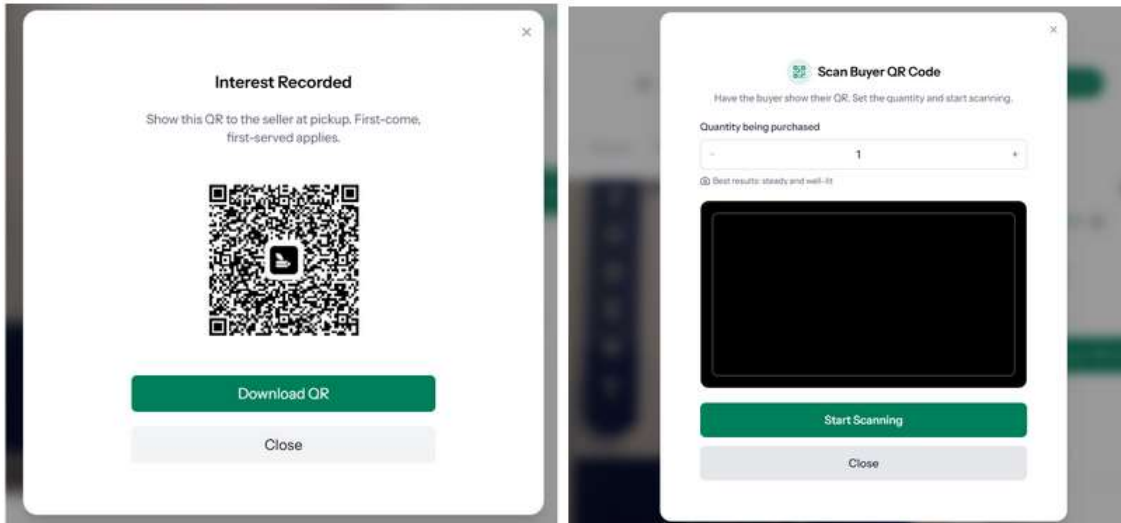 Interest Recorded
Show this QR to the seller at pickup. First-come,
first-served applies.
Download QR
Close
Scan Buyer QR Code
Have the buyer show their QR. Set the quantity and start scanning.
Quantity being purchased
- 1 +
Best results: steady and well-lit
Start Scanning
Close